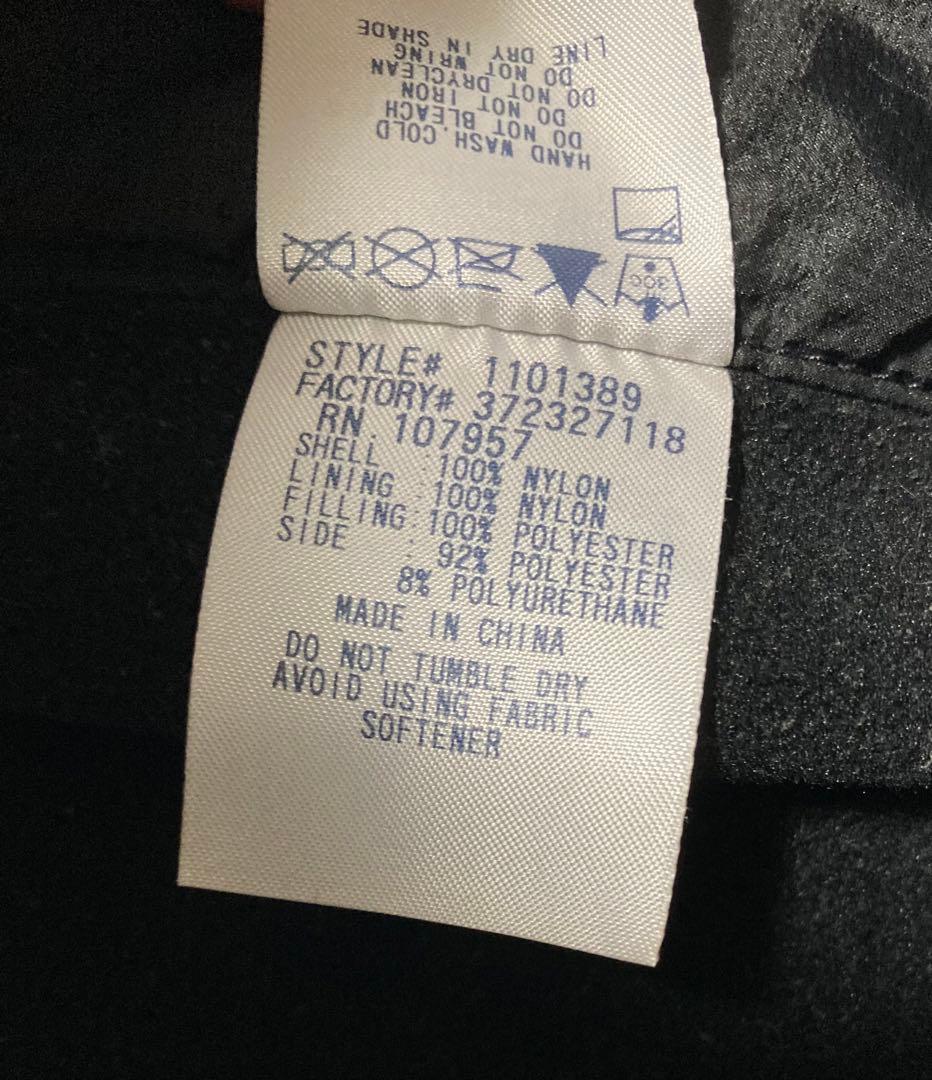 HAND WASH.COLD
DO NOT BLEACH
DO NOT IRON
DO NOT DRYCLEAN
DO NOT WRING
LINE DRY IN SHADE
30C
STYLE# 1101389
FACTORY# 372327118
RN 107957
SHELL :100% NYLON
LINING :100% NYLON
FILLING:100% POLYESTER
SIDE : 92% POLYESTER
8% POLYURETHANE
MADE IN CHINA
DO NOT TUMBLE DRY
AVOID USING FABRIC
SOFTENER